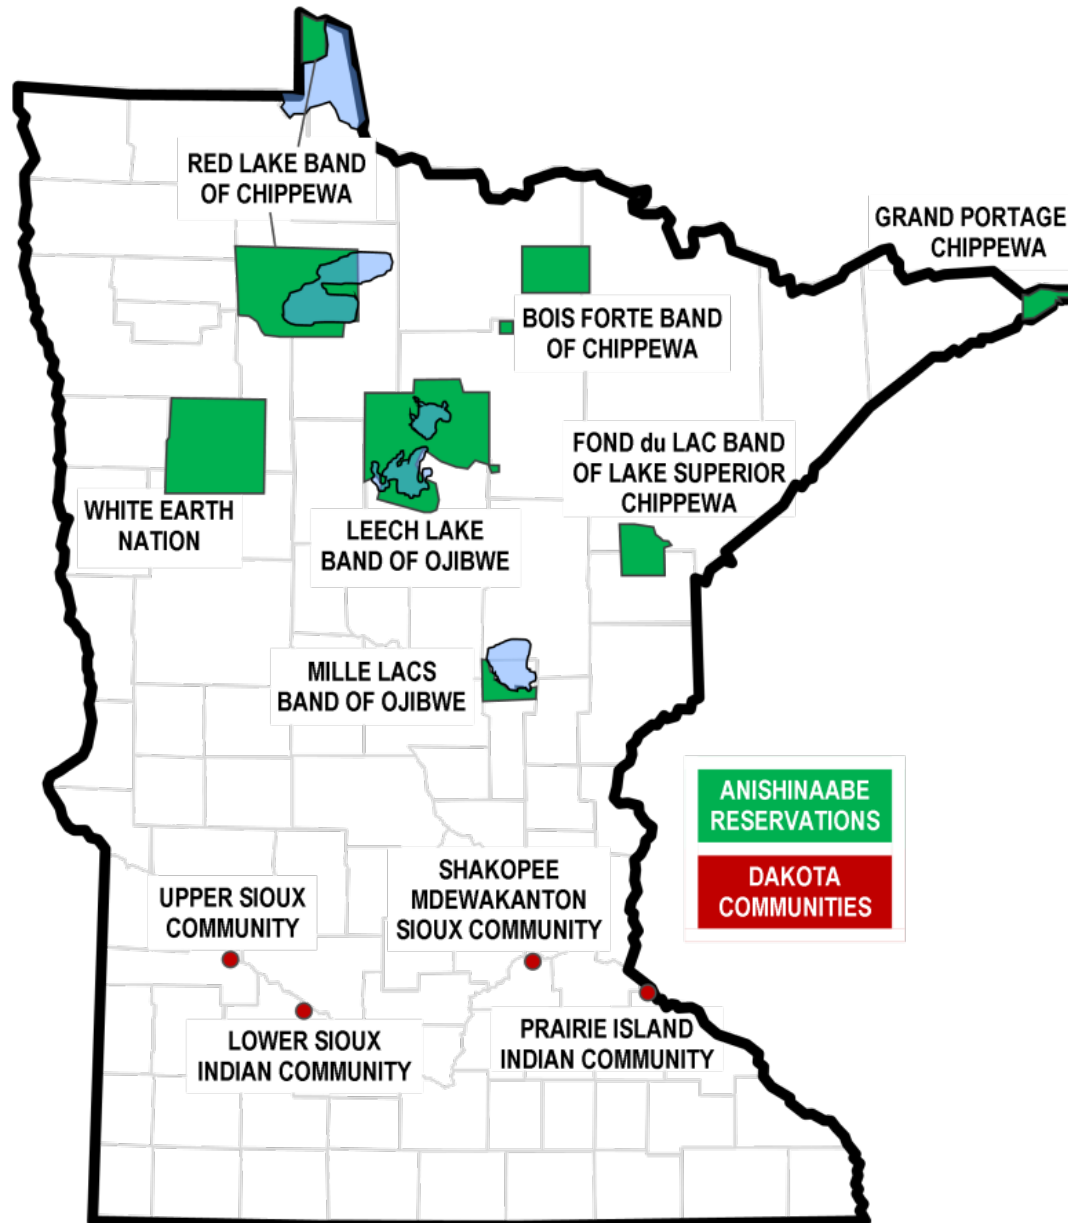 RED LAKE BAND
OF CHIPPEWA
GRAND PORTAGE
CHIPPEWA
BOIS FORTE BAND
OF CHIPPEWA
FOND du LAC BAND
OF LAKE SUPERIOR
CHIPPEWA
WHITE EARTH
NATION
LEECH LAKE
BAND OF OJIBWE
MILLE LACS
BAND OF OJIBWE
ANISHINAABE
RESERVATIONS
DAKOTA
COMMUNITIES
UPPER SIOUX
COMMUNITY
SHAKOPEE
MDEWAKANTON
SIOUX COMMUNITY
LOWER SIOUX
INDIAN COMMUNITY
PRAIRIE ISLAND
INDIAN COMMUNITY